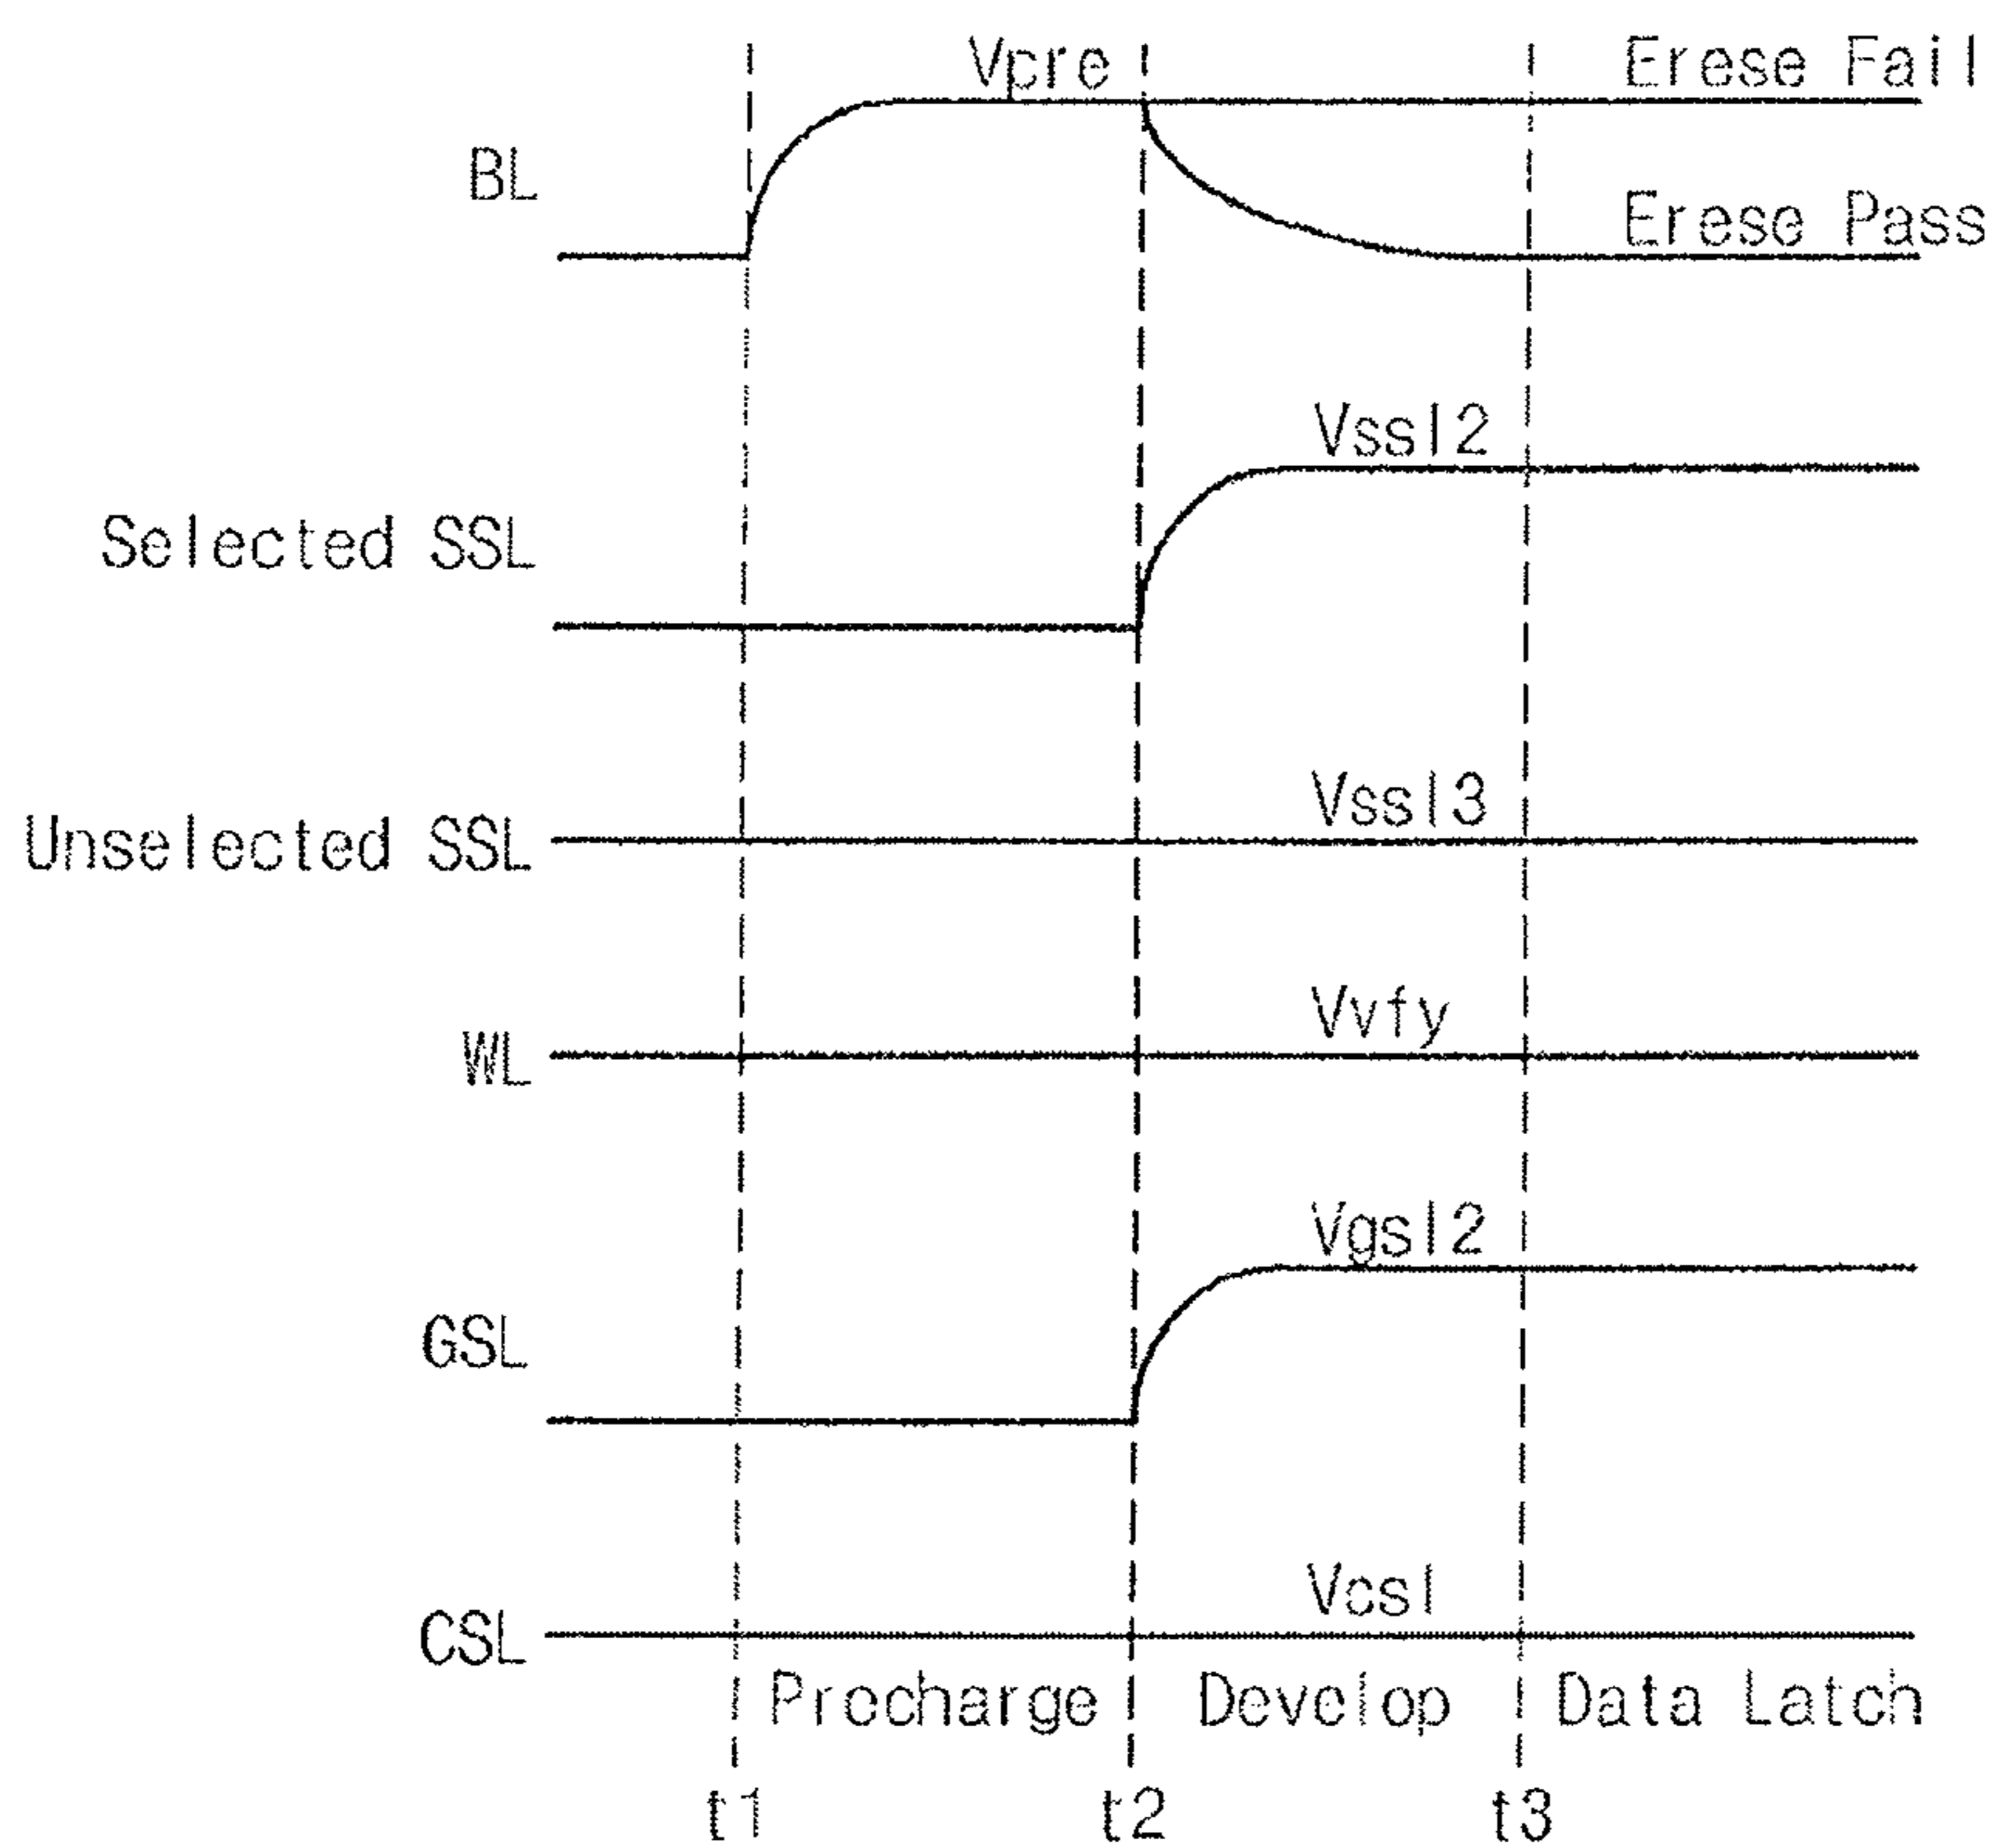 Vpre
Erese Fail
BL
Erese Pass
Vssl2
Selected SSL
Vssl3
Unselected SSL
Vvfy
WL
Vgsl2
GSL
Vcsl
CSL
Precharge
Develop
Data Latch
t1
t2
t3